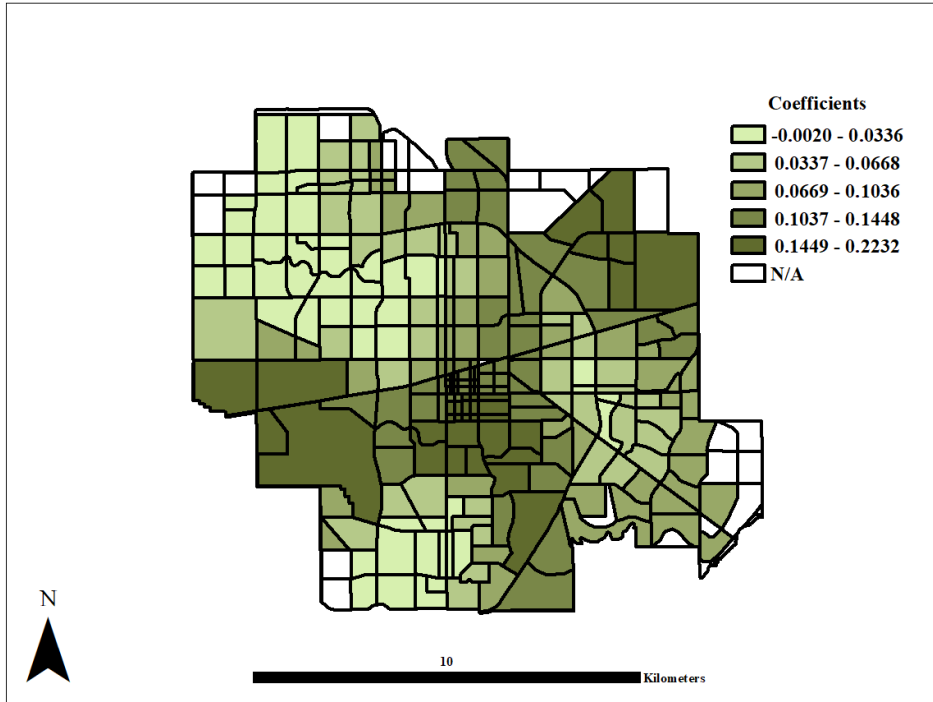 Coefficients
-0.0020 - 0.0336
0.0337 - 0.0668
0.0669 - 0.1036
0.1037 - 0.1448
0.1449 - 0.2232
N/A
N
10
Kilometers